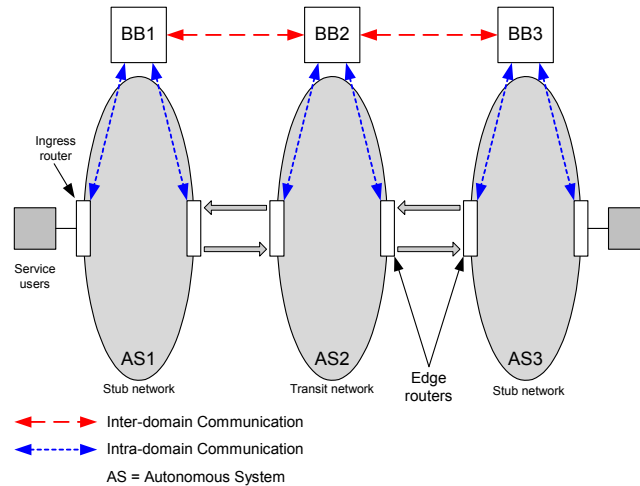 BB1
BB2
BB3
Ingress
router
Service
users
AS1
AS2
AS3
Stub network
Transit network
Edge
routers
Stub network
Inter-domain Communication
Intra-domain Communication
AS = Autonomous System